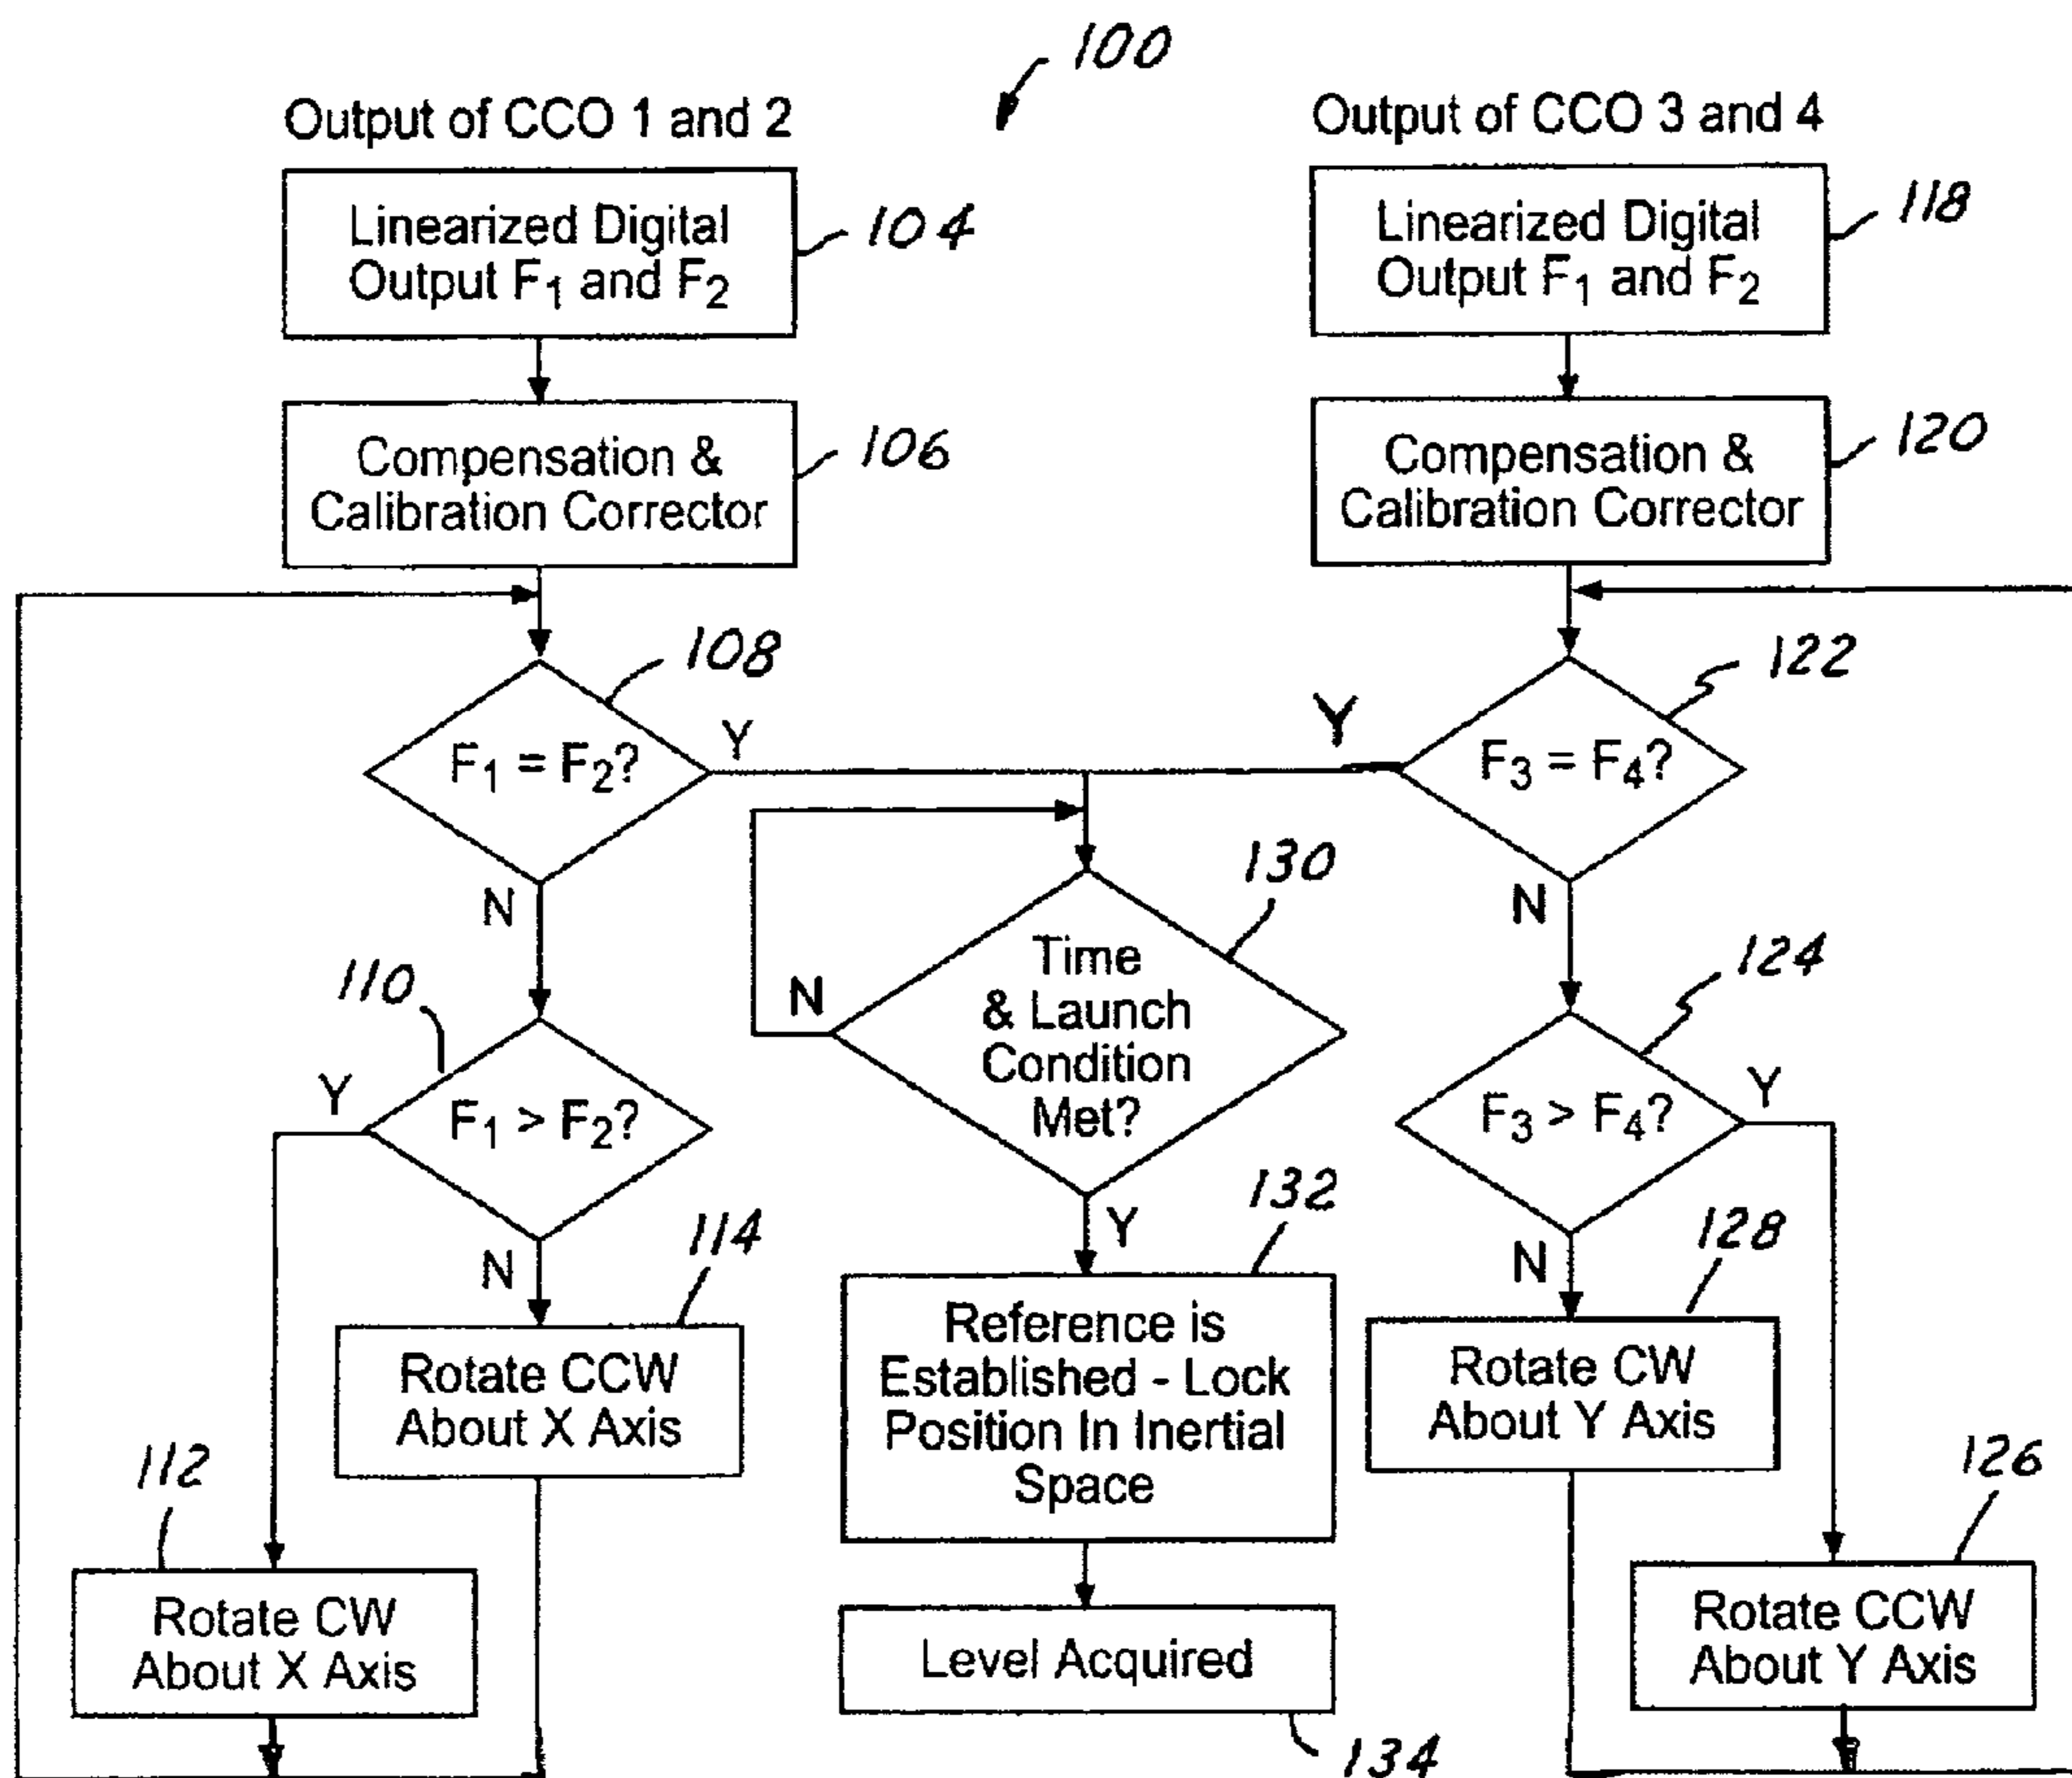 100
Output of CCO 1 and 2
Linearized Digital
Output F1 and F2
104
Compensation &
Calibration Corrector
106
108
F1 = F2?
Y
N
110
F1 > F2?
Y
N
114
Rotate CCW
About X Axis
112
Rotate CW
About X Axis
Output of CCO 3 and 4
Linearized Digital
Output F1 and F2
118
Compensation &
Calibration Corrector
120
122
F3 = F4?
Y
N
124
F3 > F4?
Y
N
128
Rotate CW
About Y Axis
126
Rotate CCW
About Y Axis
130
Time
& Launch
Condition
Met?
N
Y
132
Reference is
Established - Lock
Position In Inertial
Space
Level Acquired
134